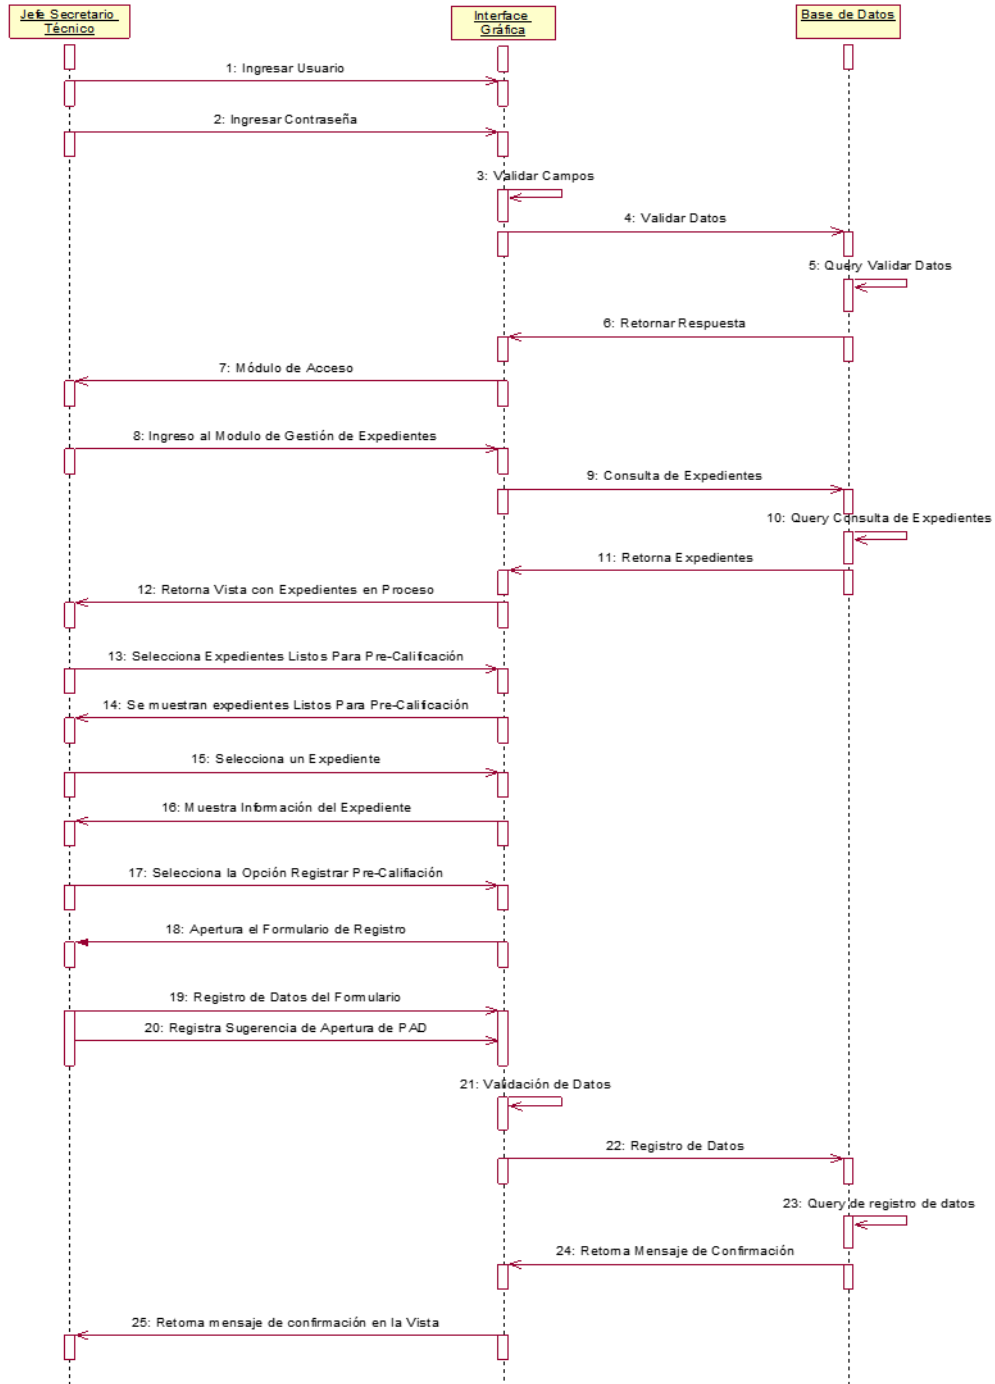 Jefe Secretario
Técnico
Interface
Gráfica
Base de Datos
1: Ingresar Usuario
2: Ingresar Contraseña
3: Validar Campos
4: Validar Datos
5: Query Validar Datos
6: Retornar Respuesta
7: Módulo de Acceso
8: Ingreso al Modulo de Gestión de Expedientes
9: Consulta de Expedientes
10: Query Consulta de Expedientes
11: Retorna Expedientes
12: Retorna Vista con Expedientes en Proceso
13: Selecciona Expedientes Listos Para Pre-Calificación
14: Se muestran expedientes Listos Para Pre-Calificación
15: Selecciona un Expediente
16: Muestra Información del Expediente
17: Selecciona la Opción Registrar Pre-Califiación
18: Apertura el Formulario de Registro
19: Registro de Datos del Formulario
20: Registra Sugerencia de Apertura de PAD
21: Validación de Datos
22: Registro de Datos
23: Query de registro de datos
24: Retorna Mensaje de Confirmación
25: Retorna mensaje de confirmación en la Vista